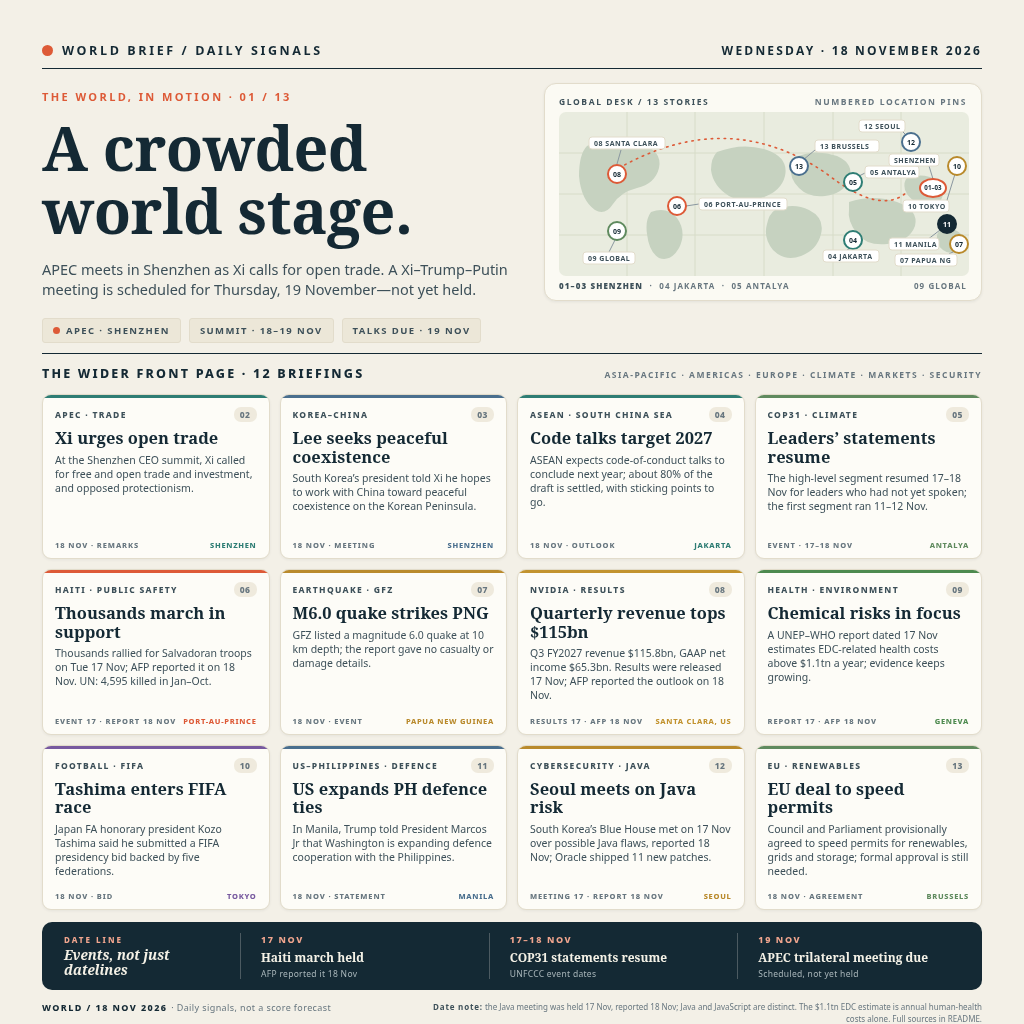 WORLD BRIEF / DAILY SIGNALS
WEDNESDAY · 18 NOVEMBER 2026
THE WORLD, IN MOTION · 01 / 13
A crowded
world stage.
APEC meets in Shenzhen as Xi calls for open trade. A Xi–Trump–Putin
meeting is scheduled for Thursday, 19 November—not yet held.
APEC · SHENZHEN
SUMMIT · 18–19 NOV
TALKS DUE · 19 NOV
GLOBAL DESK / 13 STORIES
NUMBERED LOCATION PINS
12 SEOUL
12
08 SANTA CLARA
13 BRUSSELS
SHENZHEN
08
13
05 ANTALYA
10
05
01-03
06
06 PORT-AU-PRINCE
10 TOKYO
09
11
04
11 MANILA
07
09 GLOBAL
04 JAKARTA
07 PAPUA NG
01–03 SHENZHEN · 04 JAKARTA · 05 ANTALYA
09 GLOBAL
THE WIDER FRONT PAGE · 12 BRIEFINGS
ASIA-PACIFIC · AMERICAS · EUROPE · CLIMATE · MARKETS · SECURITY
APEC · TRADE
02
Xi urges open trade
At the Shenzhen CEO summit, Xi called
for free and open trade and investment,
and opposed protectionism.
18 NOV · REMARKS
SHENZHEN
KOREA–CHINA
03
Lee seeks peaceful
coexistence
South Korea’s president told Xi he hopes
to work with China toward peaceful
coexistence on the Korean Peninsula.
18 NOV · MEETING
SHENZHEN
ASEAN · SOUTH CHINA SEA
04
Code talks target 2027
ASEAN expects code-of-conduct talks to
conclude next year; about 80% of the
draft is settled, with sticking points to
go.
18 NOV · OUTLOOK
JAKARTA
COP31 · CLIMATE
05
Leaders’ statements
resume
The high-level segment resumed 17–18
Nov for leaders who had not yet spoken;
the first segment ran 11–12 Nov.
EVENT · 17–18 NOV
ANTALYA
HAITI · PUBLIC SAFETY
06
Thousands march in
support
Thousands rallied for Salvadoran troops
on Tue 17 Nov; AFP reported it on 18
Nov. UN: 4,595 killed in Jan–Oct.
EVENT 17 · REPORT 18 NOV
PORT-AU-PRINCE
EARTHQUAKE · GFZ
07
M6.0 quake strikes PNG
GFZ listed a magnitude 6.0 quake at 10
km depth; the report gave no casualty or
damage details.
18 NOV · EVENT
PAPUA NEW GUINEA
NVIDIA · RESULTS
08
Quarterly revenue tops
$115bn
Q3 FY2027 revenue $115.8bn, GAAP net
income $65.3bn. Results were released
17 Nov; AFP reported the outlook on 18
Nov.
RESULTS 17 · AFP 18 NOV
SANTA CLARA, US
HEALTH · ENVIRONMENT
09
Chemical risks in focus
A UNEP–WHO report dated 17 Nov
estimates EDC-related health costs
above $1.1tn a year; evidence keeps
growing.
REPORT · 17 NOV
GENEVA
FOOTBALL · FIFA
10
Tashima enters FIFA
race
Japan FA honorary president Kozo
Tashima said he submitted a FIFA
presidency bid backed by five
federations.
18 NOV · BID
TOKYO
US–PHILIPPINES · DEFENCE
11
US expands PH defence
ties
In Manila, Trump told President Marcos
Jr that Washington is expanding defence
cooperation with the Philippines.
18 NOV · STATEMENT
MANILA
CYBERSECURITY · JAVA
12
Seoul meets on Java
risk
South Korea’s Blue House met on 17 Nov
over possible Java flaws, reported 18
Nov; Oracle shipped 11 new patches.
MEETING 17 · REPORT 18 NOV
SEOUL
EU · RENEWABLES
13
EU deal to speed
permits
Council and Parliament provisionally
agreed to speed permits for renewables,
grids and storage; formal approval is still
needed.
18 NOV · AGREEMENT
BRUSSELS
DATE LINE
Events, not just
datelines
17 NOV
Haiti march held
AFP reported it 18 Nov
17–18 NOV
COP31 statements resume
UNFCCC event dates
19 NOV
APEC trilateral meeting due
Scheduled, not yet held
WORLD / 18 NOV 2026 · Daily signals, not a score forecast
Date note: the Java meeting was held 17 Nov, reported 18 Nov; Java and JavaScript are distinct. The $1.1tn EDC estimate is annual human-health
costs alone. Full sources in README.